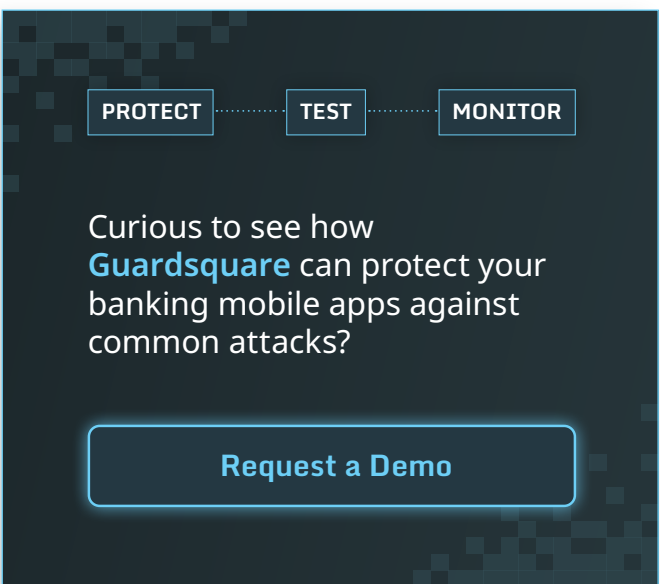 PROTECT TEST MONITOR
Curious to see how
Guardsquare can protect your
banking mobile apps against
common attacks?
Request a Demo